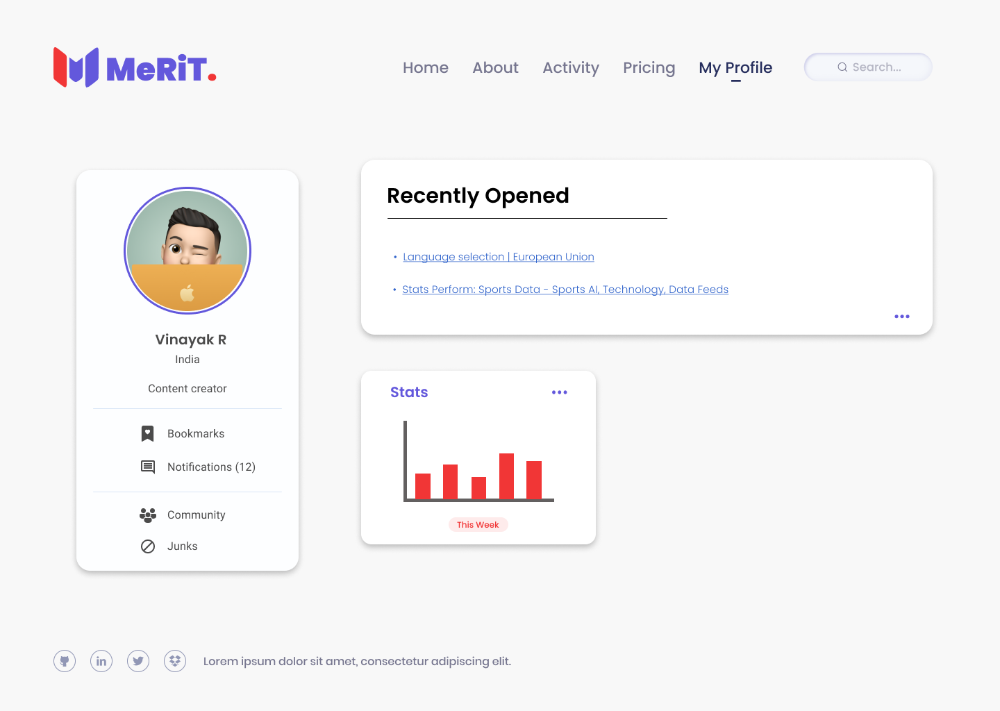 MeRiT.
Home About Activity Pricing My Profile Search...
Vinayak R
India
Content creator
Bookmarks
Notifications (12)
Community
Junks
Recently Opened
• Language selection | European Union
• Stats Perform: Sports Data - Sports AI, Technology, Data Feeds
Stats
This Week
in
Lorem ipsum dolor sit amet, consectetur adipiscing elit.